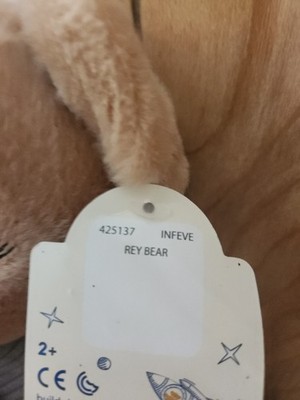 425137 INFEVE
REY BEAR
2+
CE